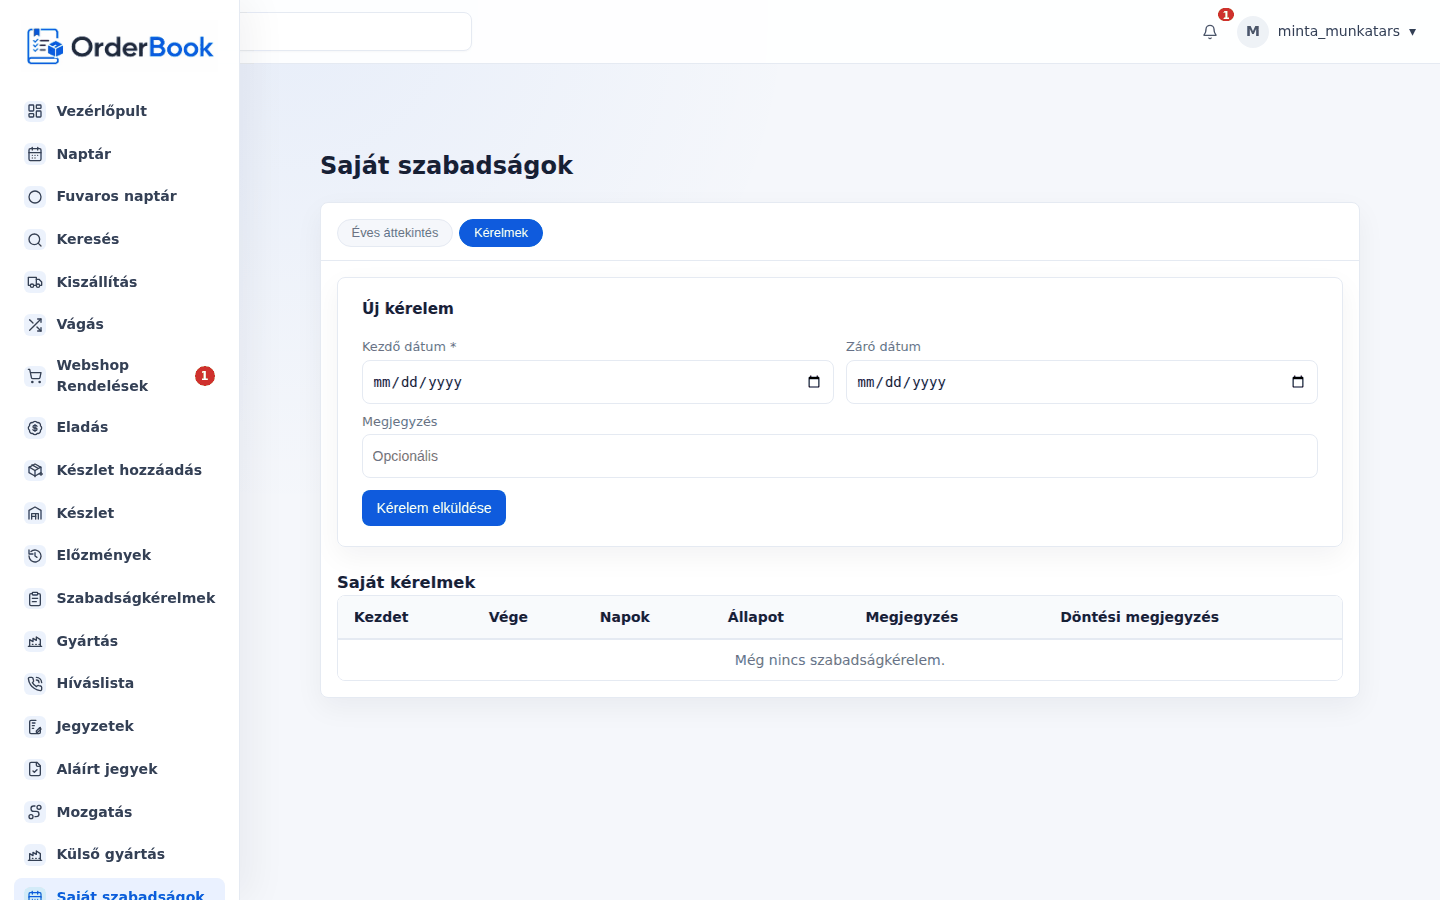 OrderBook
1
M
minta_munkatars ▼
Vezérlőpult
Naptár
Fuvaros naptár
Keresés
Kiszállítás
Vágás
Webshop
Rendelések
1
Eladás
Készlet hozzáadás
Készlet
Előzmények
Szabadságkérelmek
Gyártás
Híváslista
Jegyzetek
Aláírt jegyek
Mozgatás
Külső gyártás
Saját szabadságok
Saját szabadságok
Éves áttekintés
Kérelmek
Új kérelem
Kezdő dátum *
Záró dátum
mm/dd/yyyy
mm/dd/yyyy
Megjegyzés
Opcionális
Kérelem elküldése
Saját kérelmek
Kezdet Vége Napok Állapot Megjegyzés Döntési megjegyzés
Még nincs szabadságkérelem.